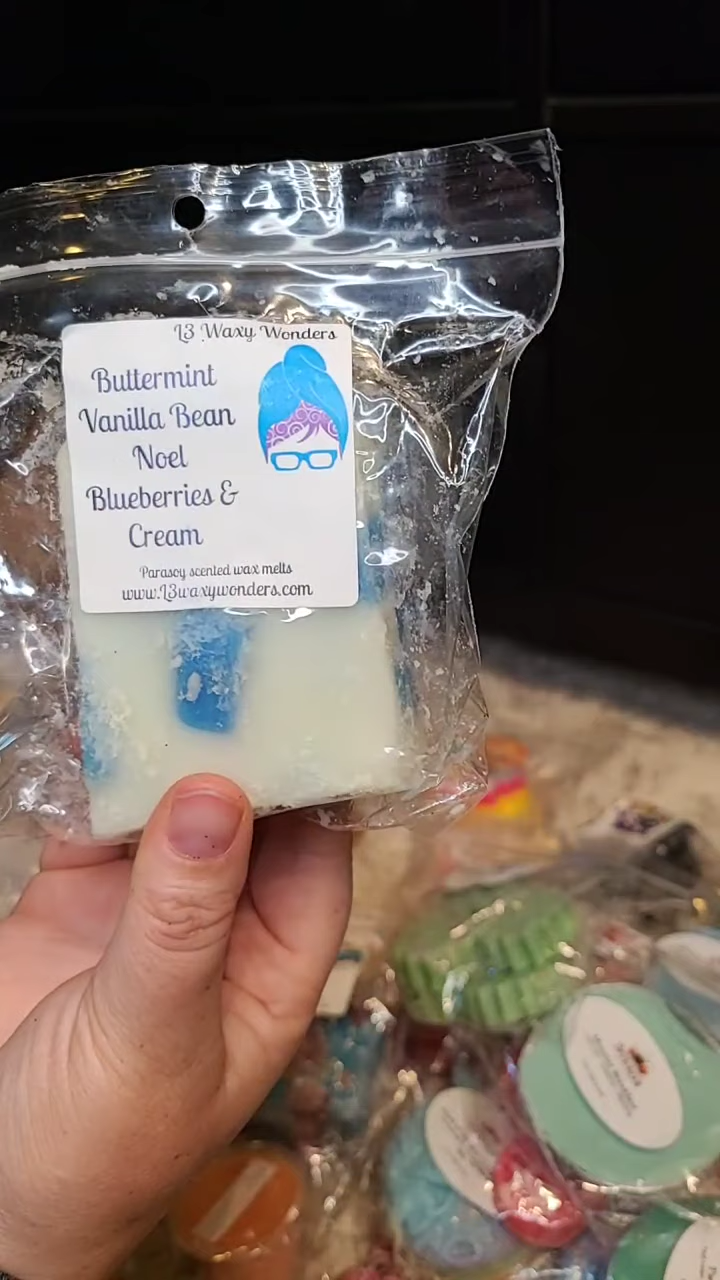 L3 Waxy Wonders
Buttermint
Vanilla Bean
Noel
Blueberries &
Cream
Parasoy scented wax melts
www.L3waxywonders.com